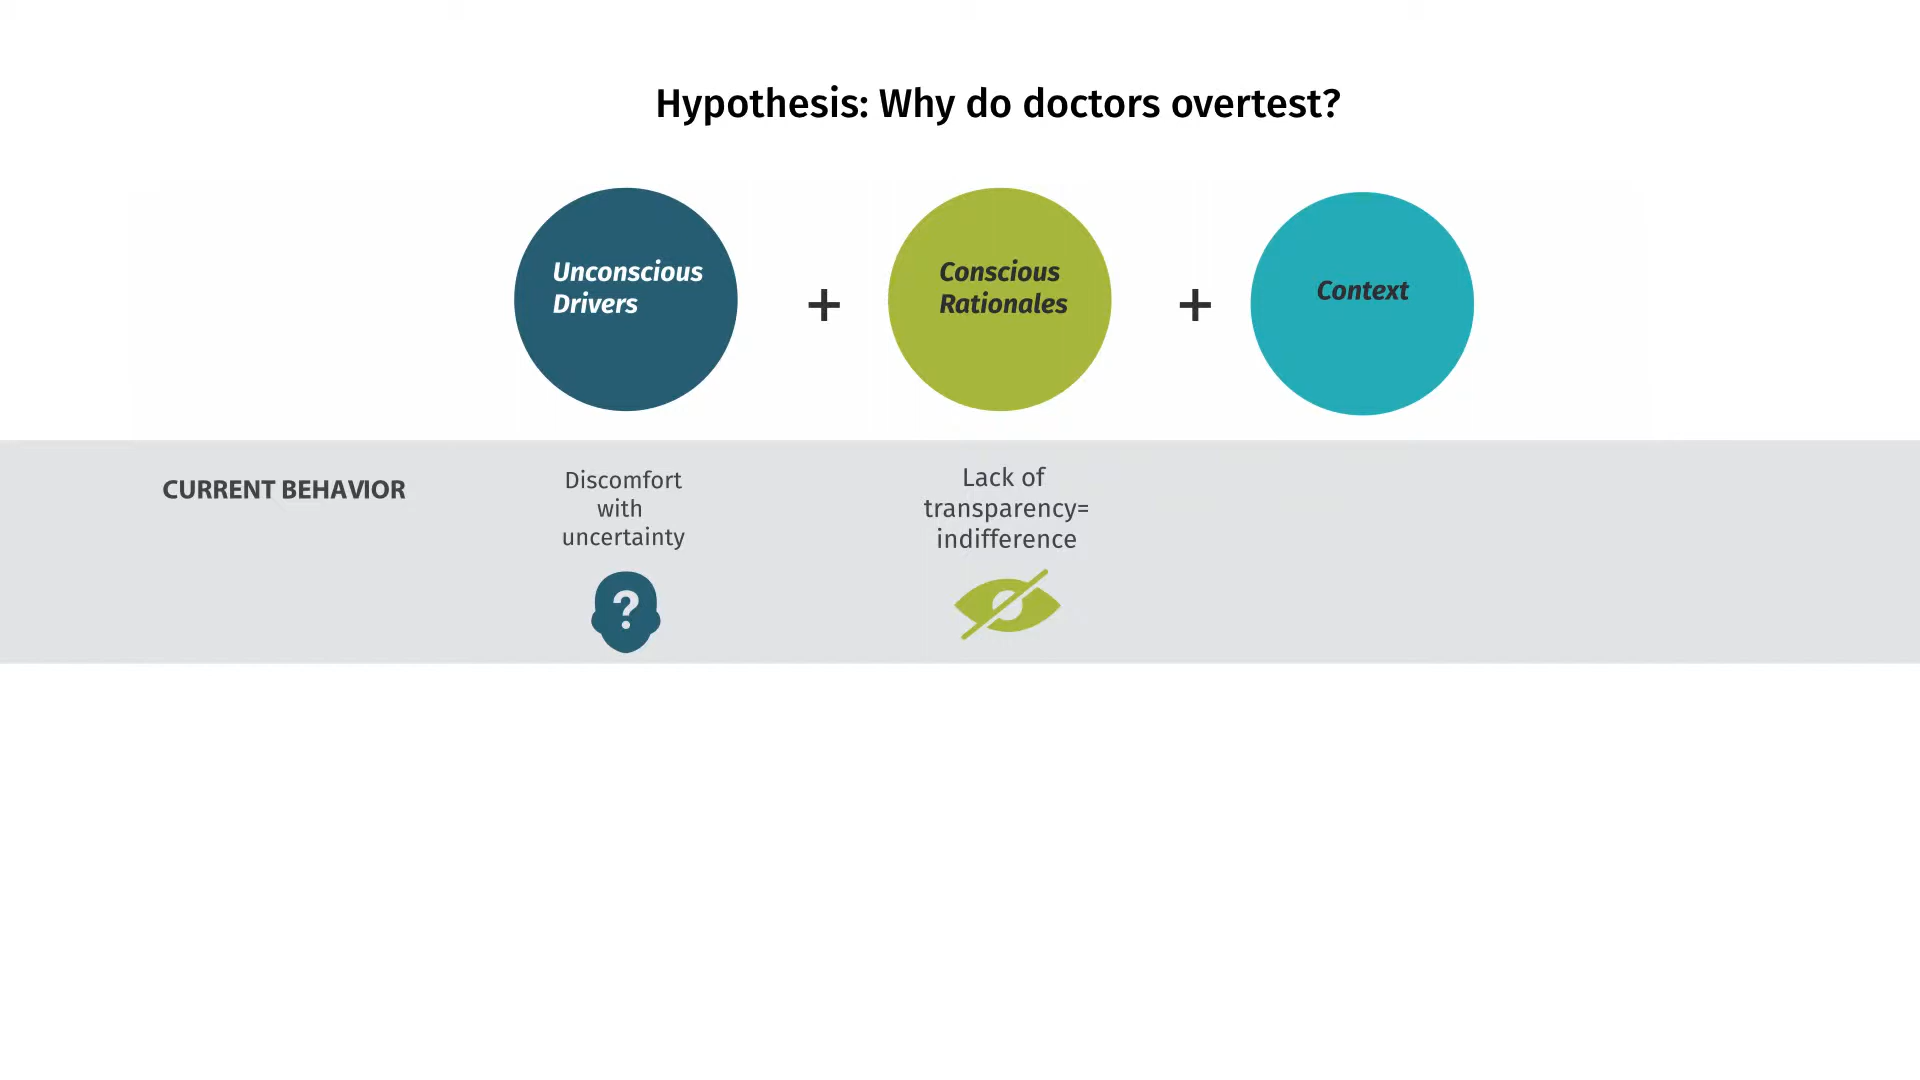 Hypothesis: Why do doctors overtest?
Unconscious
Drivers
+
Conscious
Rationales
+
Context
CURRENT BEHAVIOR
Discomfort
with
uncertainty
?
Lack of
transparency=
indifference